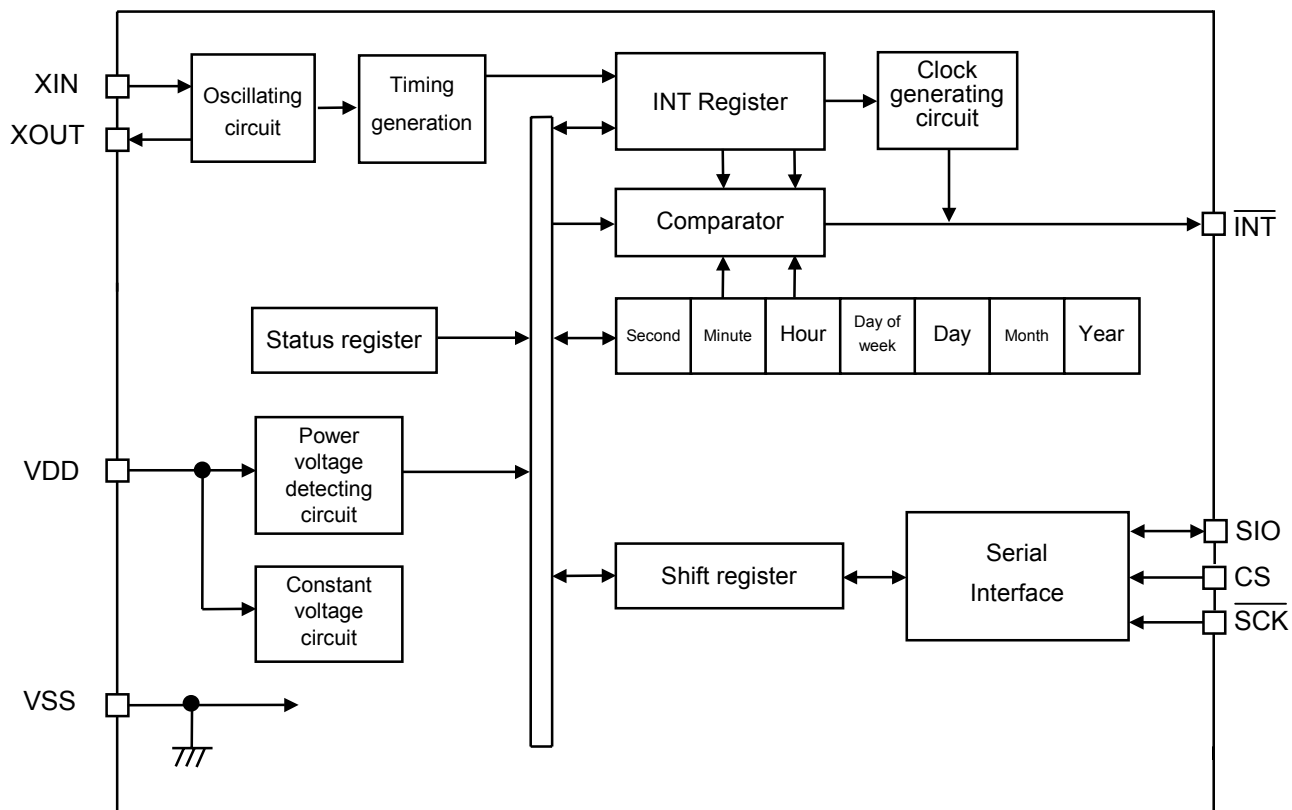 XIN
XOUT
Oscillating
circuit
Timing
generation
INT Register
Clock
generating
circuit
Comparator
INT
Status register
Second
Minute
Hour
Day of
week
Day
Month
Year
VDD
Power
voltage
detecting
circuit
Constant
voltage
circuit
Shift register
Serial
Interface
SIO
CS
SCK
VSS